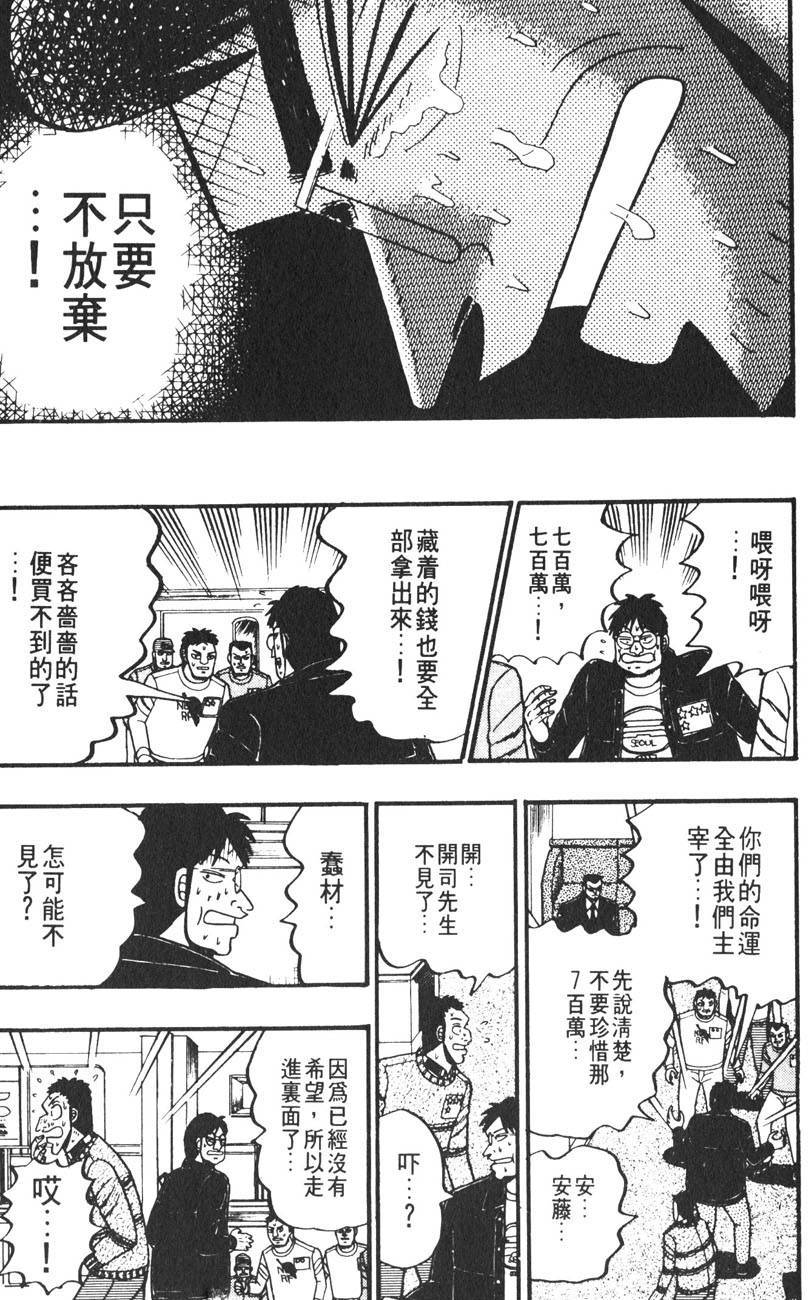 只要
不放棄
…!
喂呀喂呀
…!
七百萬,
七百萬…!
SEOUL
藏着的錢也要全
部拿出來…!
吝吝嗇嗇的話
便買不到的了
…!
你們的命運
全由我們主
宰了…!
先說清楚,
不要珍惜那
7百萬…
安…
安藤…
開…
開司先生
不見了…
吓…?
蠢材…
怎可能不
見了?
因爲已經沒有
希望,所以走
進裏面了…
哎…!